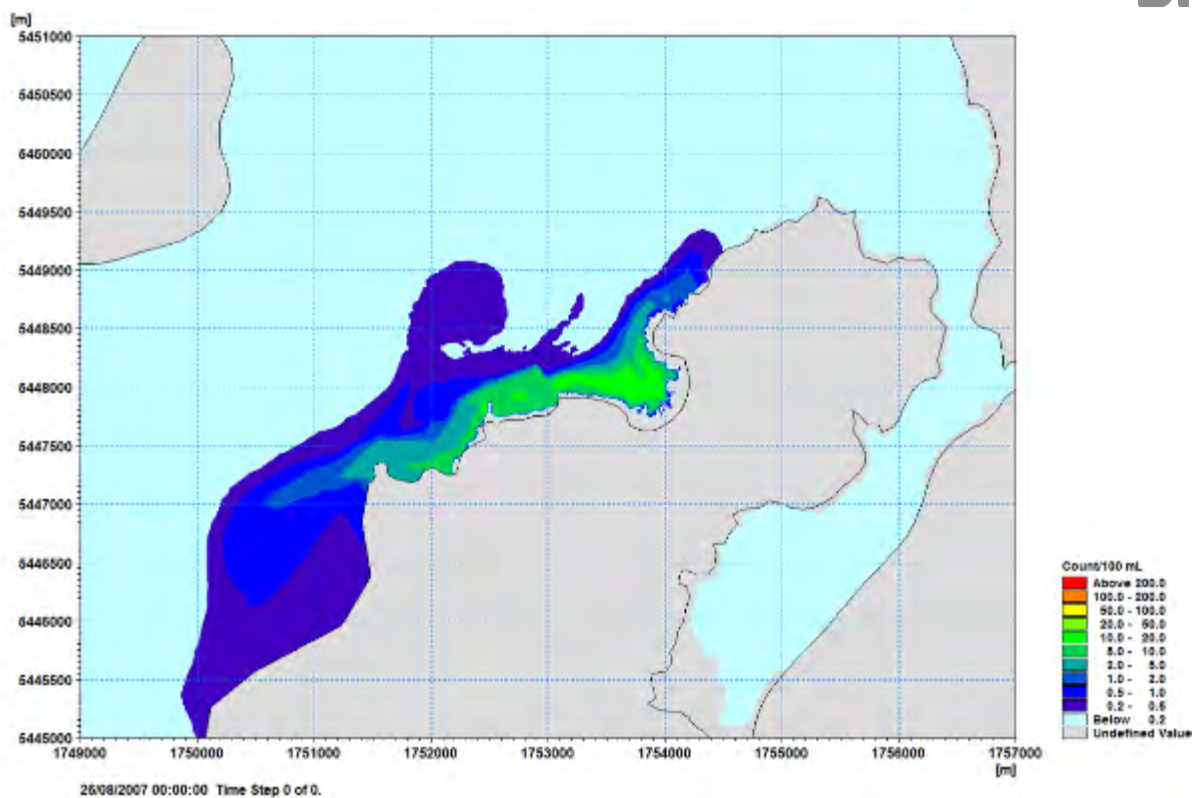 [m]
5451000
5450500
5450000
5449500
5449000
5448500
5448000
5447500
5447000
5446500
5446000
5445500
5445000
1749000 1750000 1751000 1752000 1753000 1754000 1755000 1756000 1757000
[m]
Count/100 mL
Above 200.0
100.0 - 200.0
50.0 - 100.0
20.0 - 50.0
10.0 - 20.0
5.0 - 10.0
2.0 - 5.0
1.0 - 2.0
0.5 - 1.0
0.2 - 0.5
Below 0.2
Undefined Value
26/08/2007 00:00:00 Time Step 0 of 0.